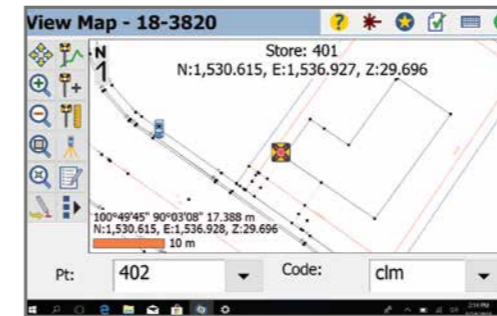 View Map - 18-3820
N
1
Store: 401
N:1,530.615, E:1,536.927, Z:29.696
100°49'45" 90°03'08" 17.388 m
N:1,530.615, E:1,536.928, Z:29.696
10 m
Pt: 402 Code: clm